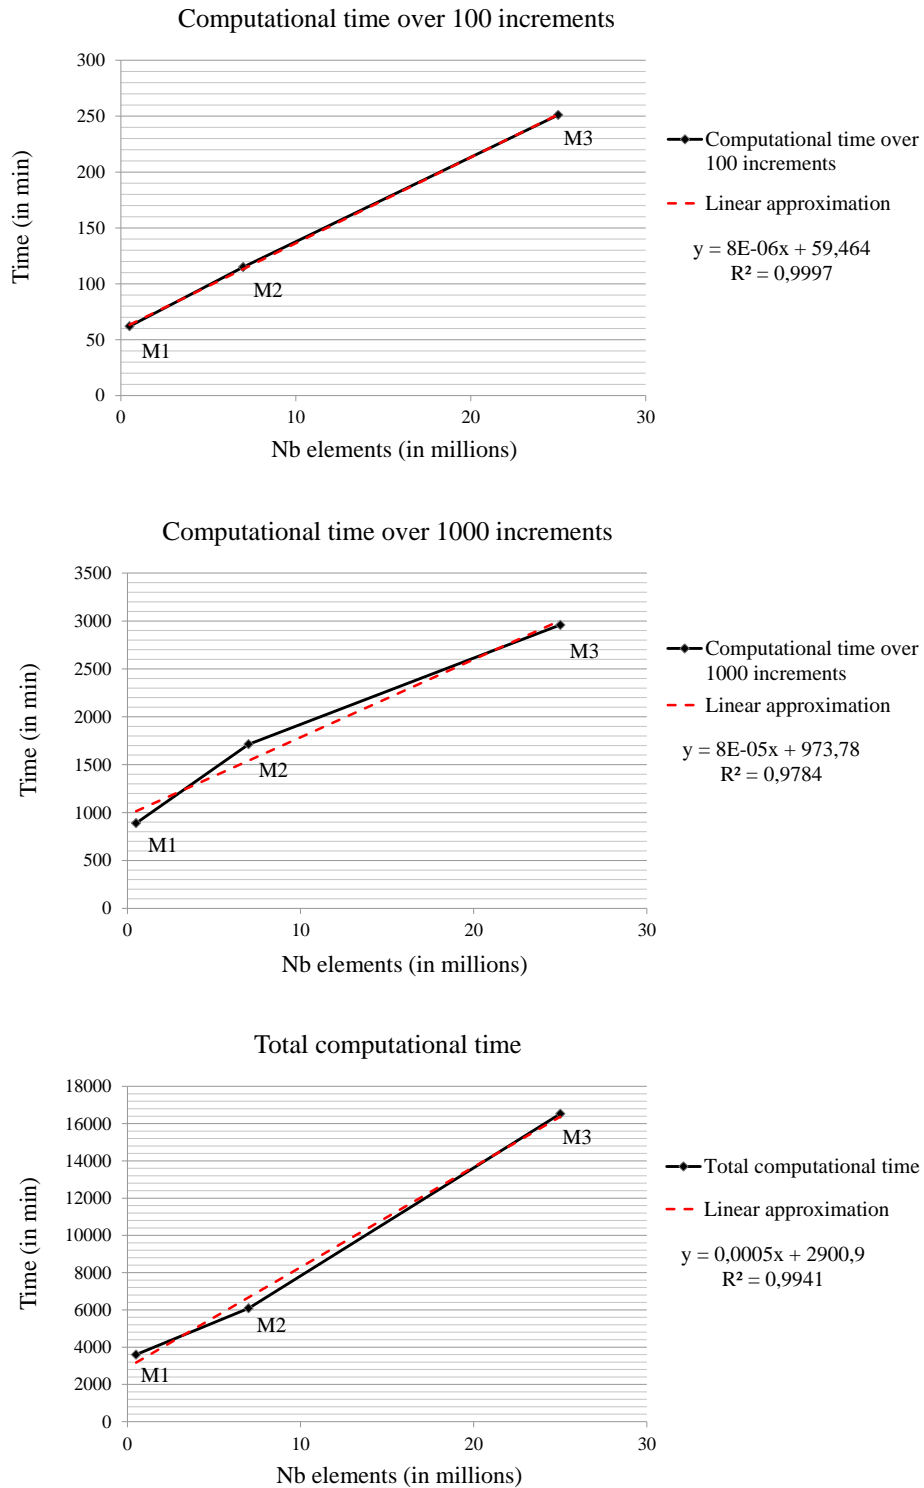 Computational time over 100 increments
300
250
200
150
100
50
0
0
10
20
30
Time (in min)
Nb elements (in millions)
M1
M2
M3
Computational time over
100 increments
Linear approximation
y = 8E-06x + 59,464
R² = 0,9997
Computational time over 1000 increments
3500
3000
2500
2000
1500
1000
500
0
0
10
20
30
Time (in min)
Nb elements (in millions)
M1
M2
M3
Computational time over
1000 increments
Linear approximation
y = 8E-05x + 973,78
R² = 0,9784
Total computational time
18000
16000
14000
12000
10000
8000
6000
4000
2000
0
0
10
20
30
Time (in min)
Nb elements (in millions)
M1
M2
M3
Total computational time
Linear approximation
y = 0,0005x + 2900,9
R² = 0,9941